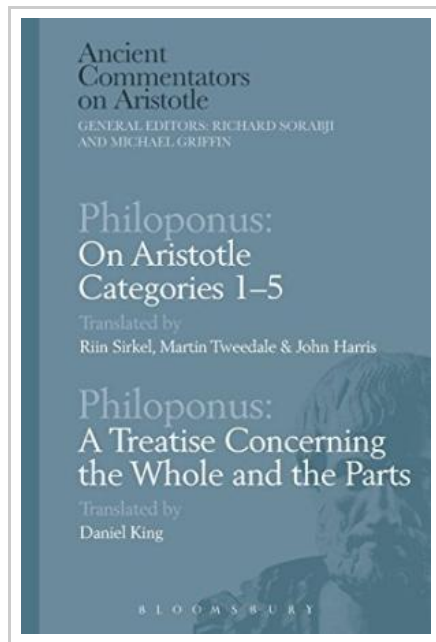 Ancient
Commentators
on Aristotle
GENERAL EDITORS: RICHARD SORABJI
AND MICHAEL GRIFFIN
Philoponus:
On Aristotle
Categories 1–5
Translated by
Riin Sirkel, Martin Tweedale & John Harris
Philoponus:
A Treatise Concerning
the Whole and the Parts
Translated by
Daniel King
BLOOMSBURY